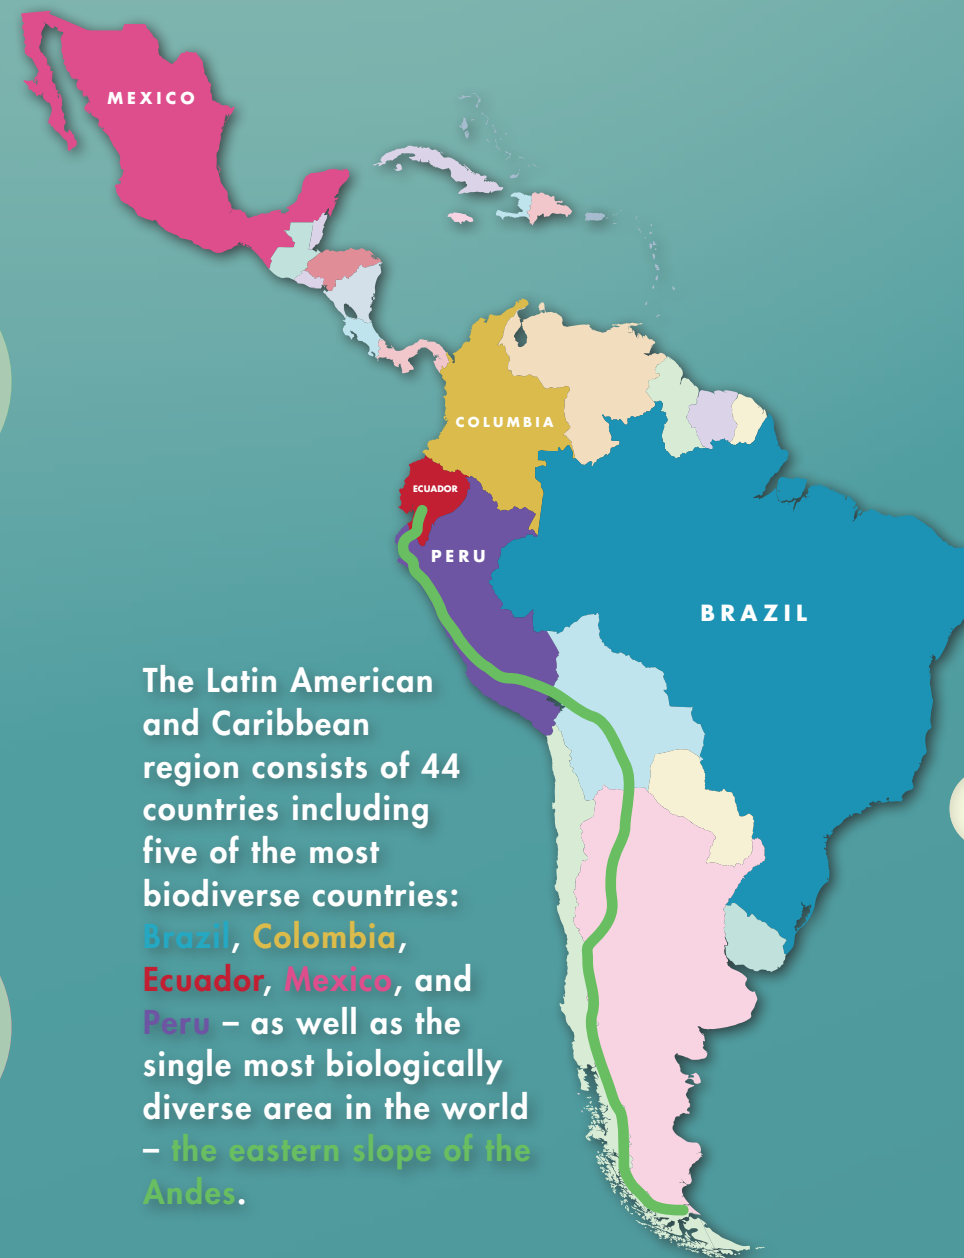 MEXICO
COLUMBIA
ECUADOR
PERU
BRAZIL
The Latin American
and Caribbean
region consists of 44
countries including
five of the most
biodiverse countries:
Brazil, Colombia,
Ecuador, Mexico, and
Peru – as well as the
single most biologically
diverse area in the world
– the eastern slope of the
Andes.